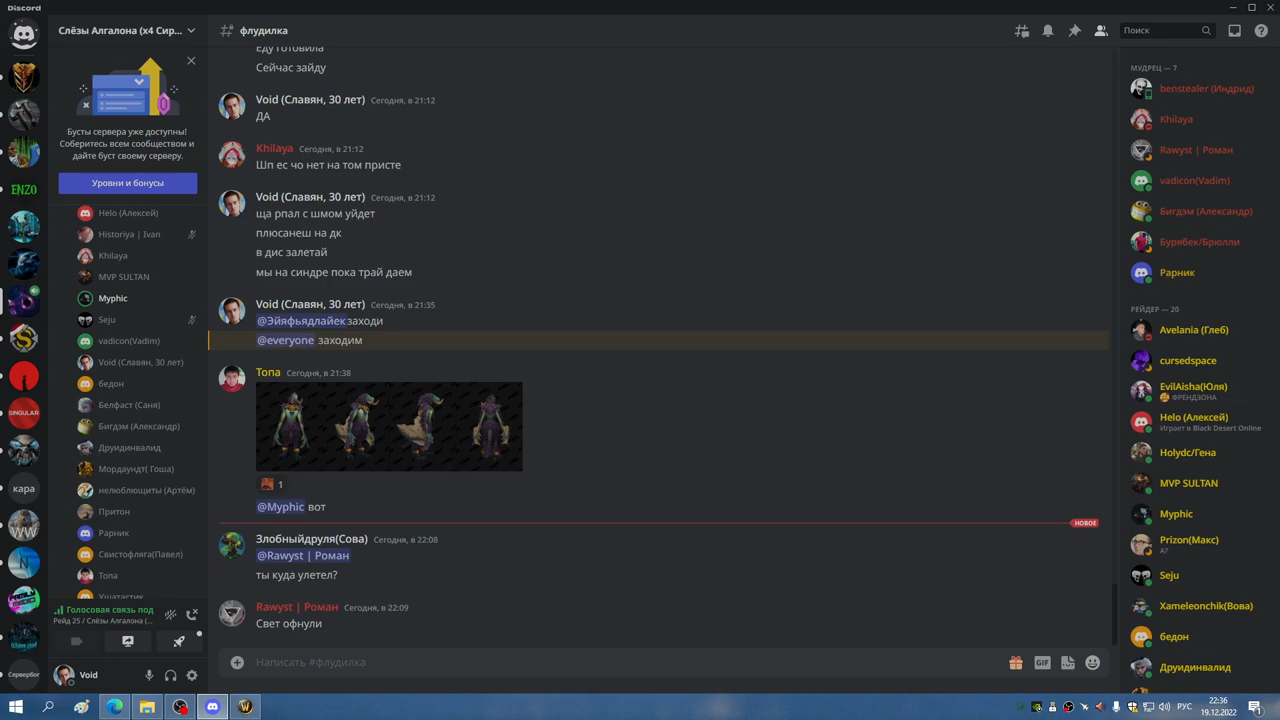 Discord
Слёзы Алгалона (x4 Сир...
флудилка
Поиск
ENZO
SINGULAR
кара
WW
N
Сервербог
Бусты сервера уже доступны!
Соберитесь всем сообществом и
дайте буст своему серверу.
Уровни и бонусы
Helo (Алексей)
Historiya | Ivan
Khilaya
MVP SULTAN
Myphic
Seju
vadicon(Vadim)
Void (Славян, 30 лет)
бедон
Белфаст (Саня)
Бигдэм (Александр)
Друидинвалид
Мордаундт( Гоша)
нелюблющиты (Артём)
Притон
Рарник
Свистофляга(Павел)
Топа
Ушатастик
Голосовая связь под
Рейд 25 / Слёзы Алгалона (...
Void
Еду готовила
Сейчас зайду
Void (Славян, 30 лет) Сегодня, в 21:12
ДА
Khilaya Сегодня, в 21:12
Шп ес чо нет на том присте
Void (Славян, 30 лет) Сегодня, в 21:12
ща рпал с шмом уйдет
плюсанеш на дк
в дис залетай
мы на синдре пока трай даем
Void (Славян, 30 лет) Сегодня, в 21:35
@Эйяфьядлайекзаходи
@everyone заходим
Топа Сегодня, в 21:38
1
@Myphic вот
НОВОЕ
Злобныйдруля(Сова) Сегодня, в 22:08
@Rawyst | Роман
ты куда улетел?
Rawyst | Роман Сегодня, в 22:09
Свет офнули
Написать #флудилка
GIF
МУДРЕЦ — 7
benstealer (Индрид)
Khilaya
Rawyst | Роман
vadicon(Vadim)
Бигдэм (Александр)
Бурябек/Брюлли
Рарник
РЕЙДЕР — 20
Avelania (Глеб)
cursedspace
EvilAisha(Юля)
ФРЕНДЗОНА
Helo (Алексей)
Играет в Black Desert Online
Holydc/Гена
MVP SULTAN
Myphic
Prizon(Макс)
А?
Seju
Xameleonchik(Вова)
бедон
Друидинвалид
РУС
22:36
19.12.2022
1